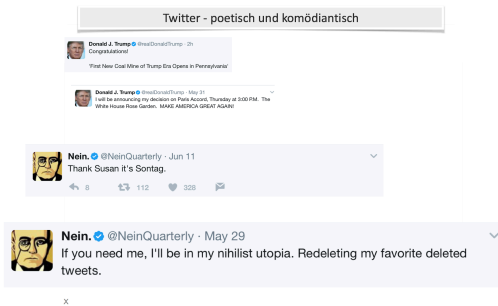 Twitter - poetisch und komödiantisch
Donald J. Trump @realDonaldTrump · 2h
Congratulations!
'First New Coal Mine of Trump Era Opens in Pennsylvania'
Donald J. Trump @realDonaldTrump · May 31
I will be announcing my decision on Paris Accord, Thursday at 3:00 P.M. The
White House Rose Garden. MAKE AMERICA GREAT AGAIN!
Nein. @NeinQuarterly · Jun 11
Thank Susan it's Sontag.
8 112 328
Nein. @NeinQuarterly · May 29
If you need me, I'll be in my nihilist utopia. Redeleting my favorite deleted
tweets.
x